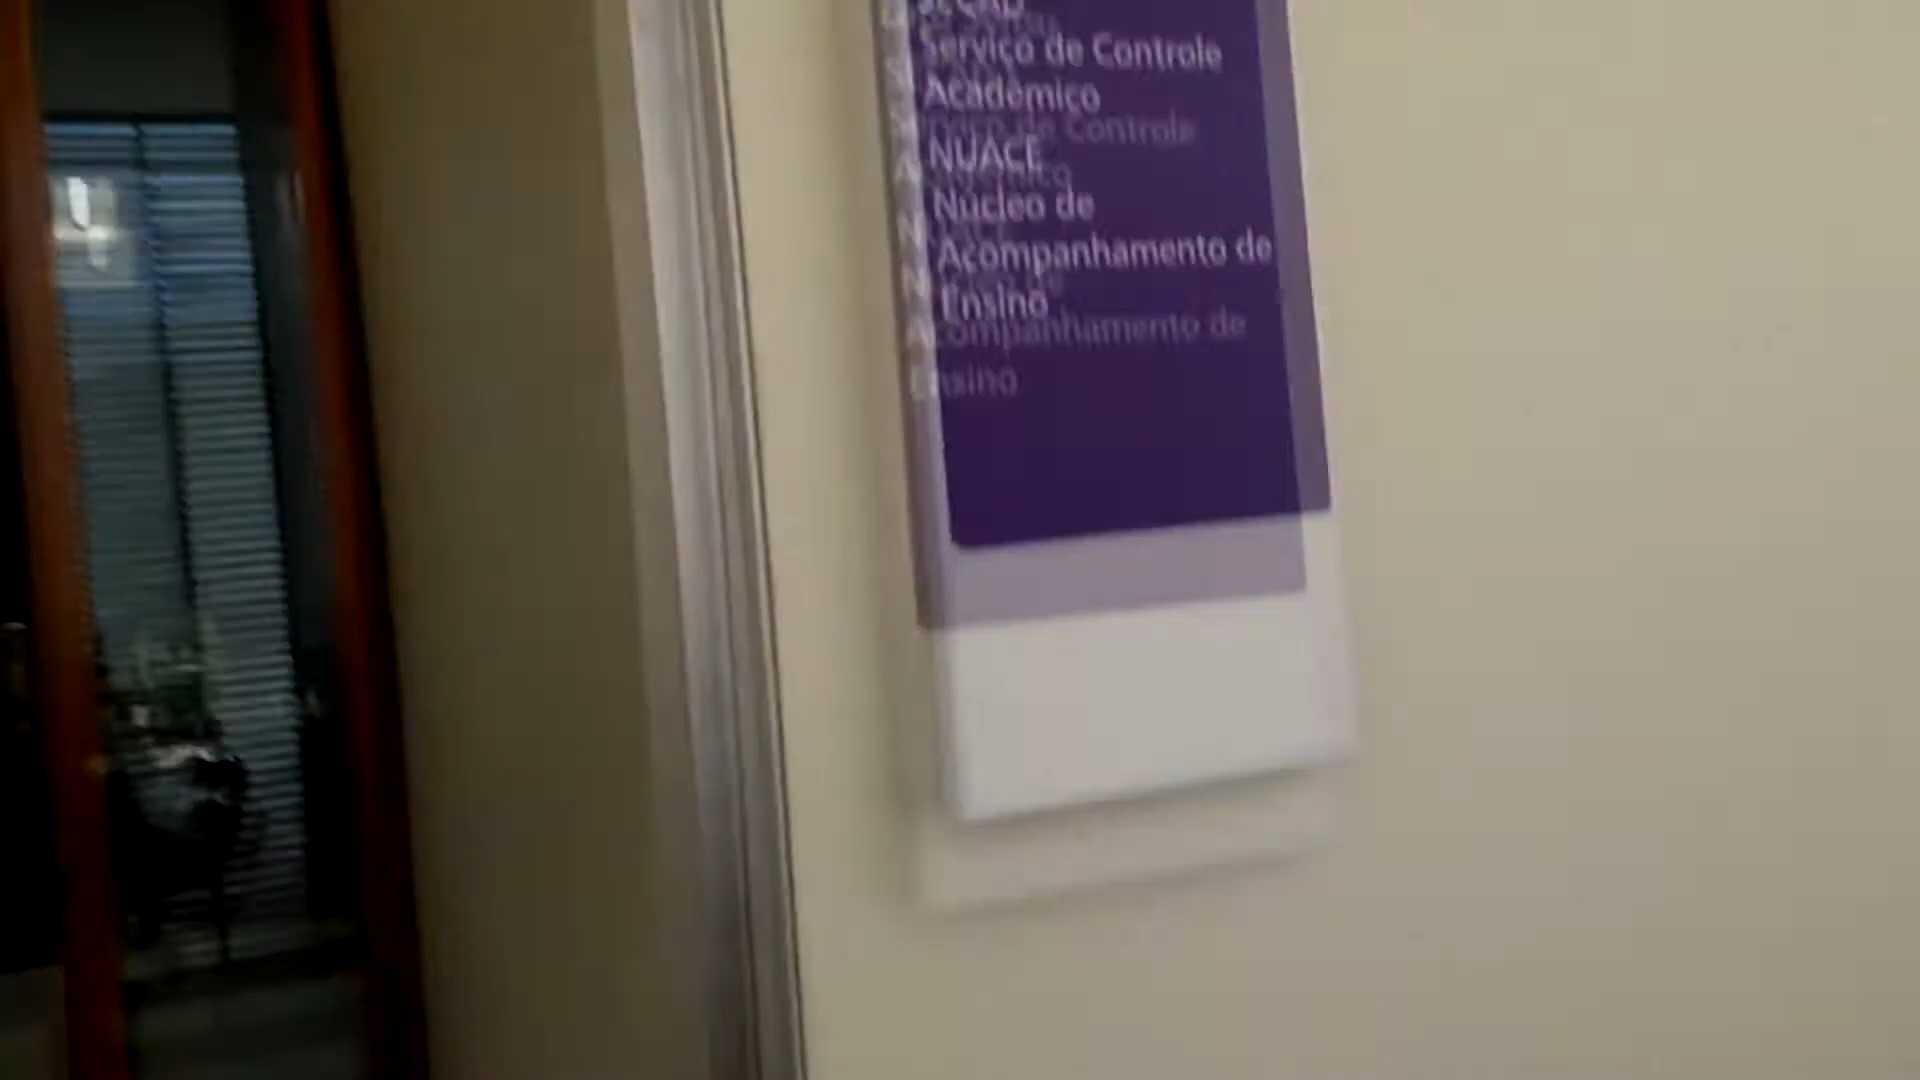 Serviço de Controle
Acadêmico
NUACE
Núcleo de
Acompanhamento de
Ensino